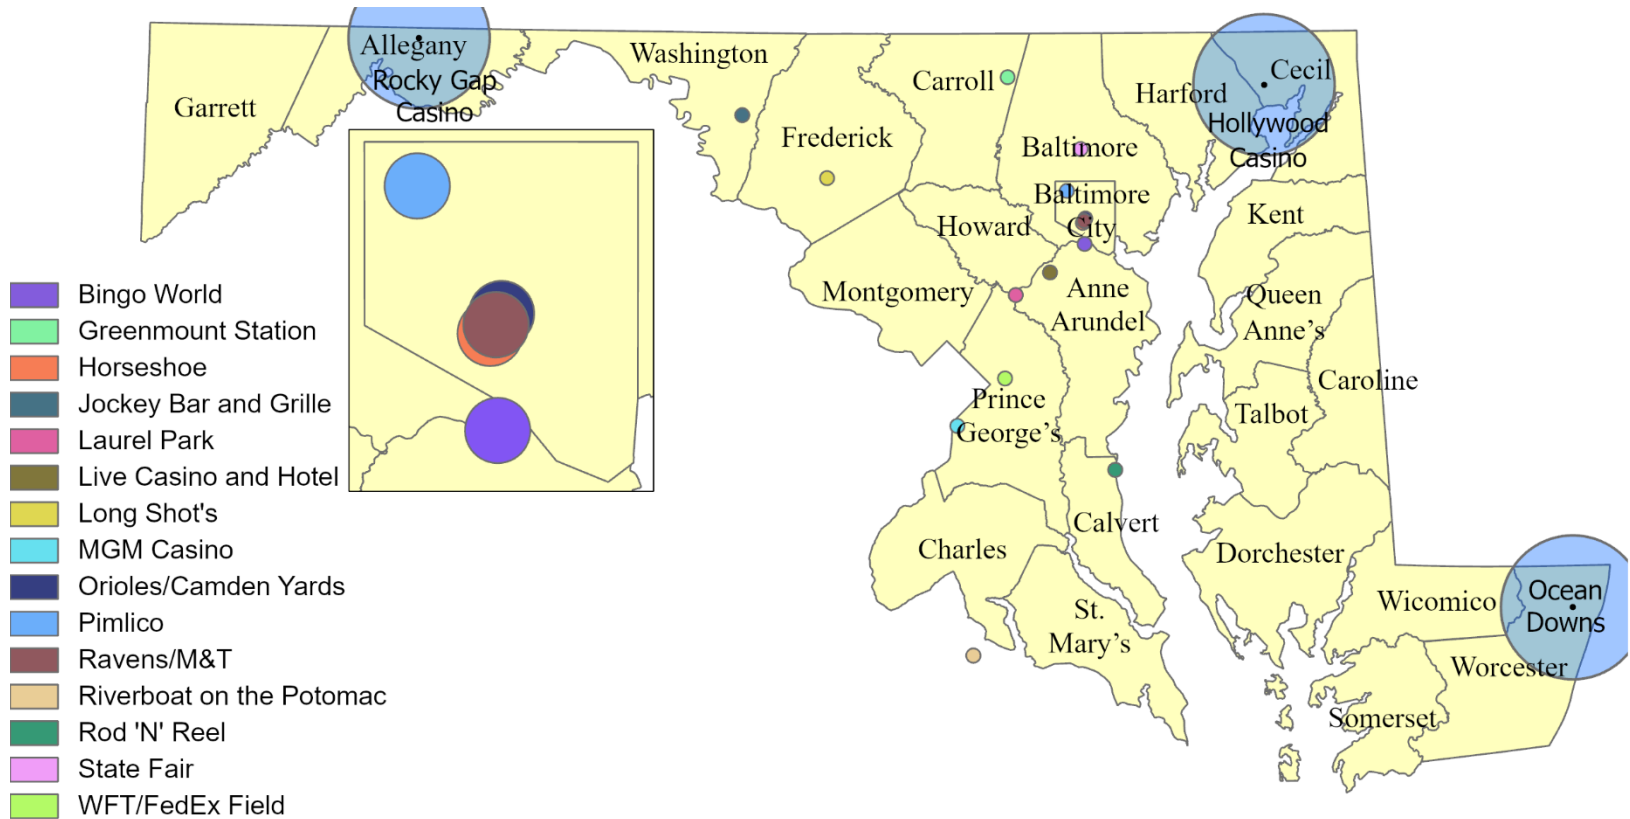 Allegany
Rocky Gap
Casino
Garrett
Washington
Frederick
Carroll
Baltimore
Baltimore
City
Harford
Cecil
Hollywood
Casino
Howard
Montgomery
Anne
Arundel
Kent
Queen
Anne's
Caroline
Talbot
Prince
George's
Calvert
Charles
St.
Mary's
Dorchester
Wicomico
Ocean
Downs
Worcester
Somerset
Bingo World
Greenmount Station
Horseshoe
Jockey Bar and Grille
Laurel Park
Live Casino and Hotel
Long Shot's
MGM Casino
Orioles/Camden Yards
Pimlico
Ravens/M&T
Riverboat on the Potomac
Rod 'N' Reel
State Fair
WFT/FedEx Field